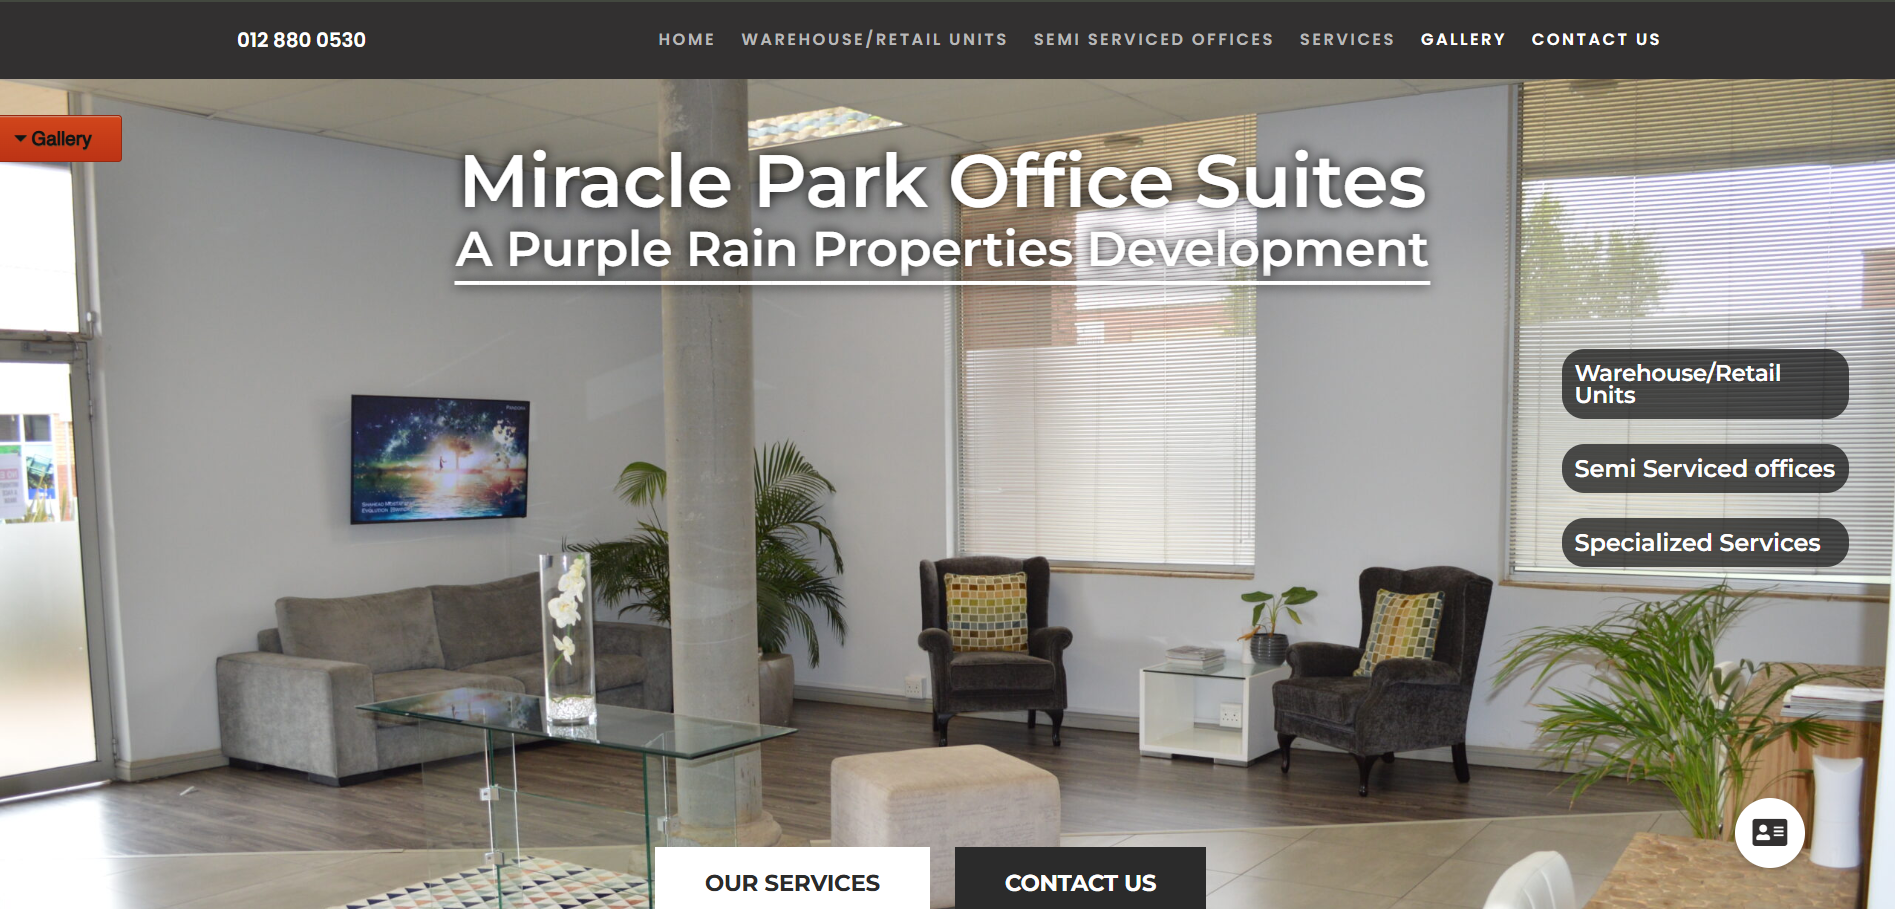 012 880 0530
HOME WAREHOUSE/RETAIL UNITS SEMI SERVICED OFFICES SERVICES GALLERY CONTACT US
Gallery
Miracle Park Office Suites
A Purple Rain Properties Development
Warehouse/Retail
Units
Semi Serviced offices
Specialized Services
OUR SERVICES
CONTACT US